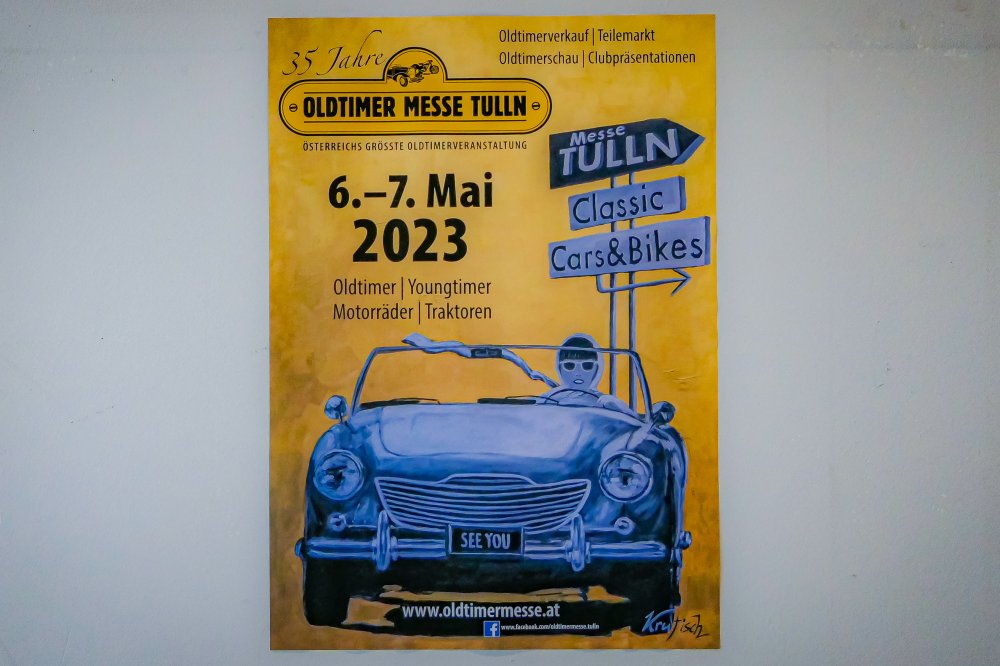 35 Jahre
OLDTIMER MESSE TULLN
ÖSTERREICHS GRÖSSTE OLDTIMERVERANSTALTUNG
Oldtimerverkauf | Teilemarkt
Oldtimerschau | Clubpräsentationen
Messe
TULLN
Classic
Cars&Bikes
6.–7. Mai
2023
Oldtimer | Youngtimer
Motorräder | Traktoren
SEE YOU
www.oldtimermesse.at
f www.facebook.com/oldtimermesse.tulln
Krutisch